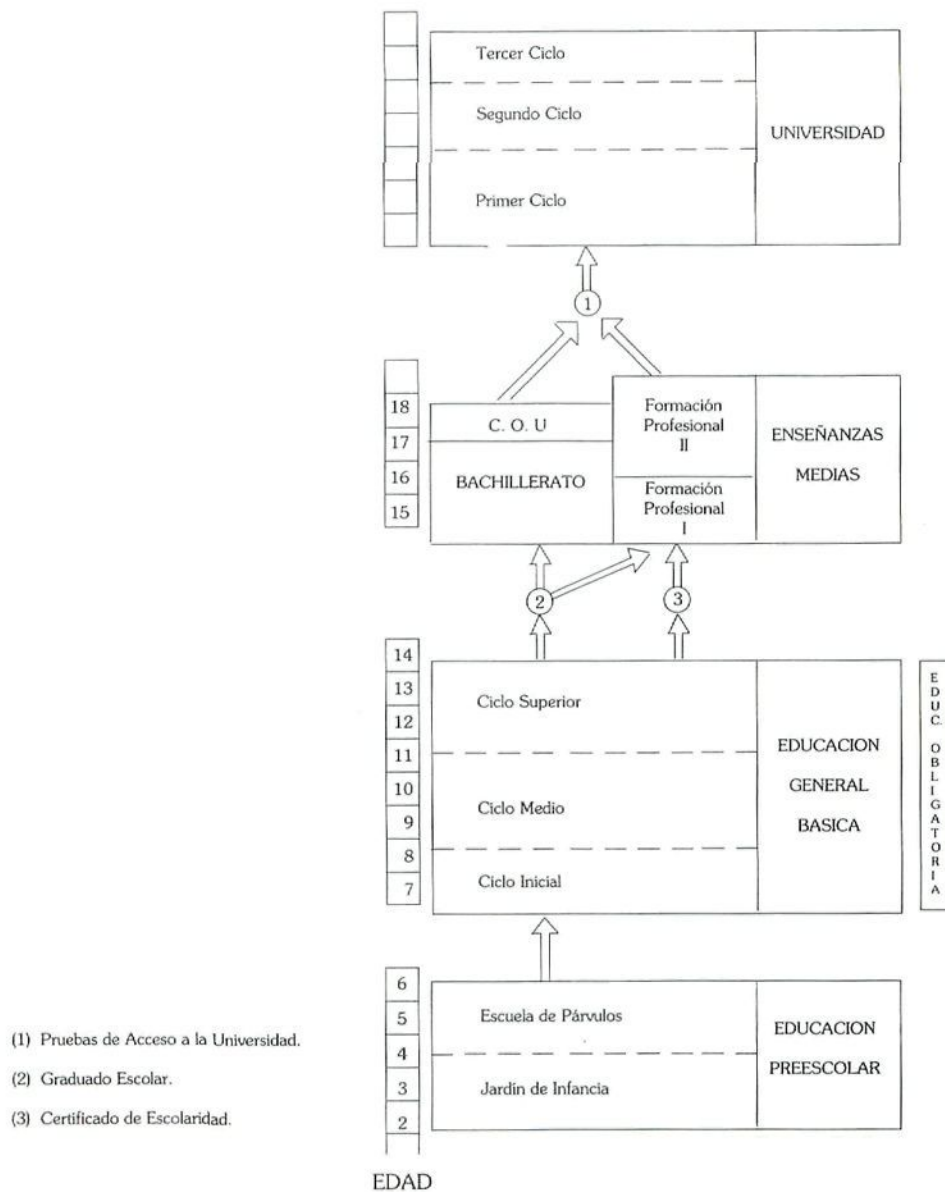 Tercer Ciclo
Segundo Ciclo
Primer Ciclo
UNIVERSIDAD
1
18
17
16
15
C. O. U
BACHILLERATO
Formación
Profesional
II
Formación
Profesional
I
ENSEÑANZAS
MEDIAS
2
3
14
13
12
11
10
9
8
7
Ciclo Superior
Ciclo Medio
Ciclo Inicial
EDUCACION
GENERAL
BASICA
EDUC. OBLIGATORIA
6
5
4
3
2
Escuela de Párvulos
Jardín de Infancia
EDUCACION
PREESCOLAR
(1) Pruebas de Acceso a la Universidad.
(2) Graduado Escolar.
(3) Certificado de Escolaridad.
EDAD